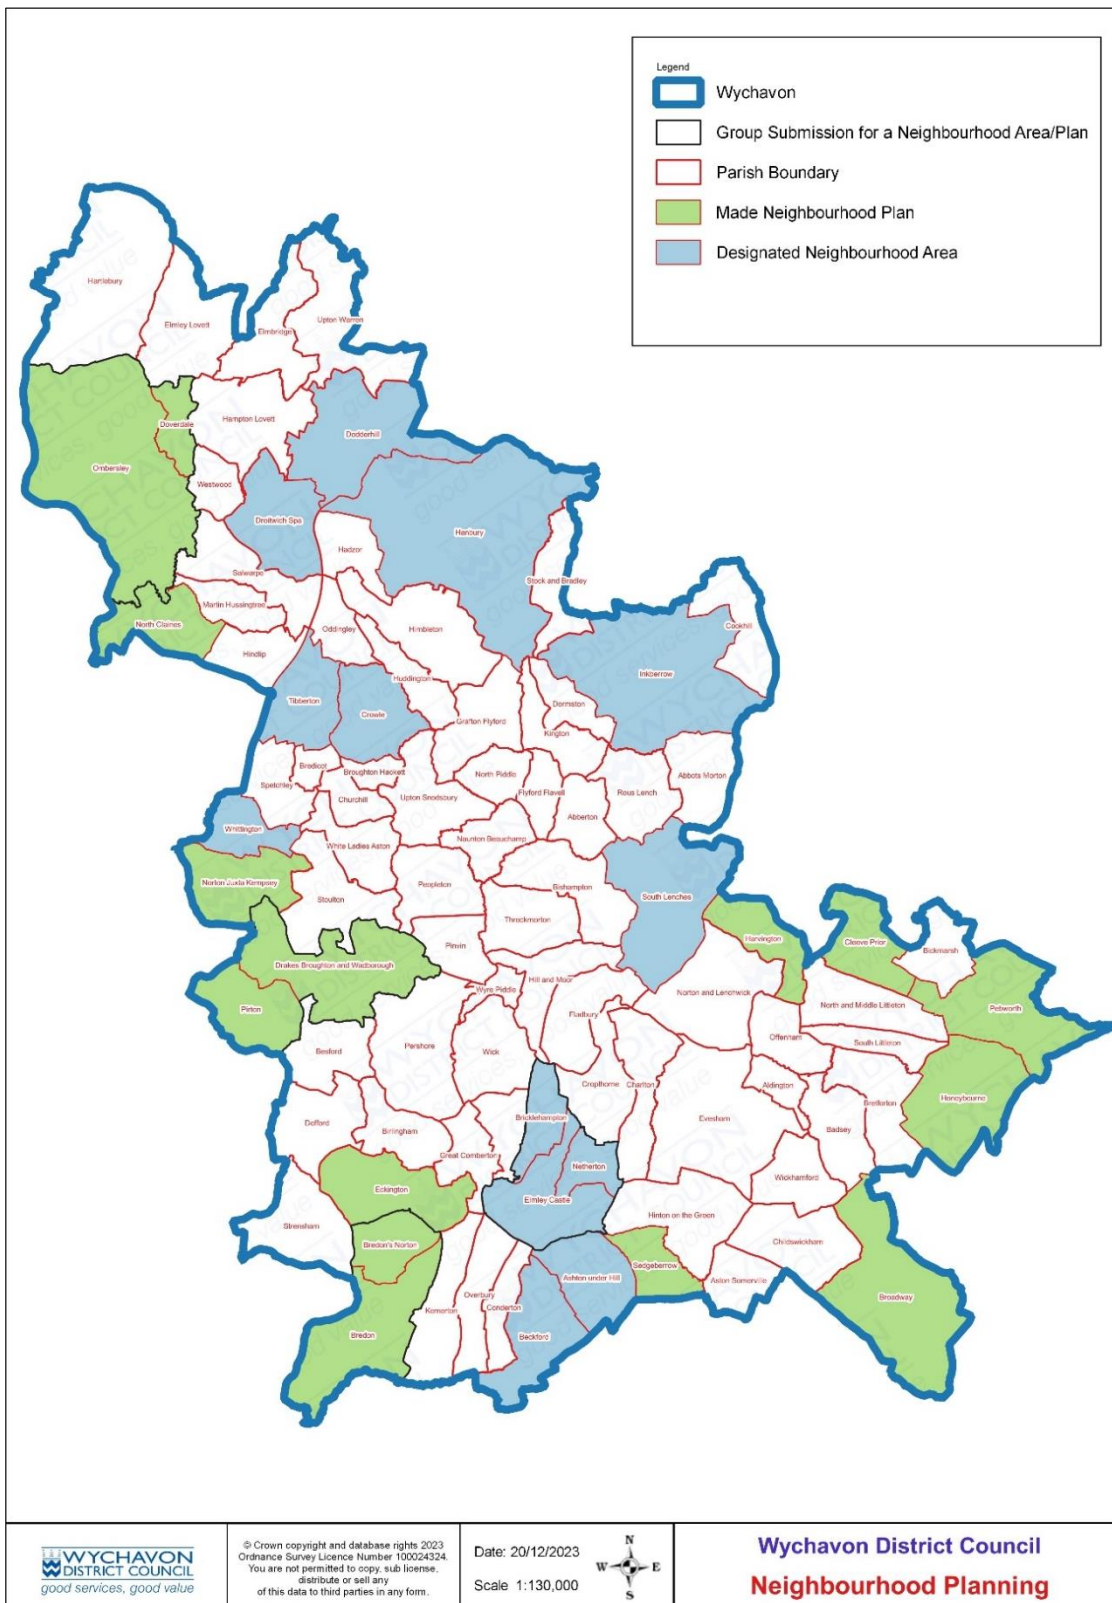 Legend
Wychavon
Group Submission for a Neighbourhood Area/Plan
Parish Boundary
Made Neighbourhood Plan
Designated Neighbourhood Area
Hartlebury
Elmley Lovett
Elmbridge
Upton Warren
Doverdale
Hampton Lovett
Dodderhill
Ombersley
Westwood
Droitwich Spa
Hanbury
Hadzor
Salwarpe
Stock and Bradley
Martin Hussingtree
North Claines
Oddingley
Himbleton
Cookhill
Hindlip
Inkberrow
Huddington
Tibberton
Crowle
Dormston
Grafton Flyford
Kington
Bredicot
Broughton Hackett
North Piddle
Abbots Morton
Spetchley
Churchill
Upton Snodsbury
Flyford Flavell
Rous Lench
Abberton
Whittington
White Ladies Aston
Naunton Beauchamp
Norton Juxta Kempsey
Peopleton
Bishampton
South Lenches
Stoulton
Throckmorton
Harvington
Cleeve Prior
Pinvin
Bickmarsh
Drakes Broughton and Wadborough
Hill and Moor
Wyre Piddle
Norton and Lenchwick
North and Middle Littleton
Pebworth
Pirton
Fladbury
Offenham
South Littleton
Besford
Pershore
Wick
Cropthorne
Charlton
Aldington
Bretforton
Honeybourne
Defford
Birlingham
Bricklehampton
Evesham
Badsey
Great Comberton
Netherton
Wickhamford
Eckington
Elmley Castle
Hinton on the Green
Strensham
Bredon's Norton
Childswickham
Sedgeberrow
Ashton under Hill
Aston Somerville
Broadway
Overbury
Kemerton
Conderton
Bredon
Beckford
WYCHAVON
DISTRICT COUNCIL
good services, good value
© Crown copyright and database rights 2023
Ordnance Survey Licence Number 100024324.
You are not permitted to copy, sub license,
distribute or sell any
of this data to third parties in any form.
Date: 20/12/2023
Scale 1:130,000
N
W E
S
Wychavon District Council
Neighbourhood Planning